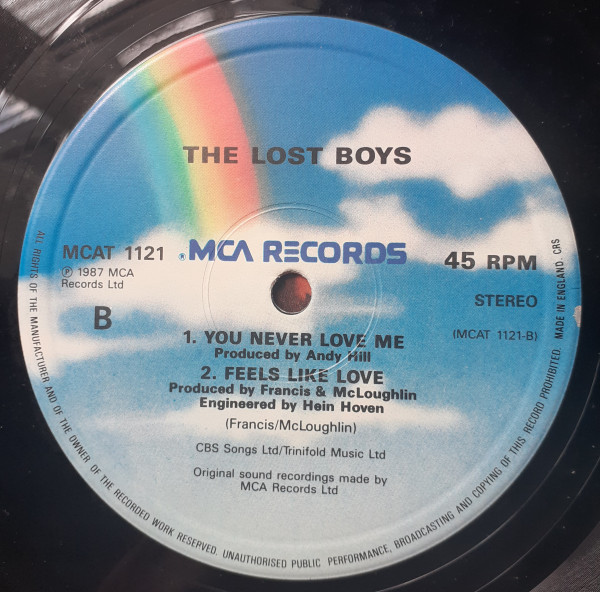 THE LOST BOYS
MCAT 1121
MCA RECORDS
45 RPM
℗ 1987 MCA
Records Ltd
STEREO
B
(MCAT 1121-B)
1. YOU NEVER LOVE ME
Produced by Andy Hill
2. FEELS LIKE LOVE
Produced by Francis & McLoughlin
Engineered by Hein Hoven
(Francis/McLoughlin)
CBS Songs Ltd/Trinifold Music Ltd
Original sound recordings made by
MCA Records Ltd
ALL RIGHTS OF THE MANUFACTURER AND OF THE OWNER OF THE RECORDED WORK RESERVED. UNAUTHORISED PUBLIC PERFORMANCE, BROADCASTING AND COPYING OF THIS RECORD PROHIBITED. MADE IN ENGLAND. CRS